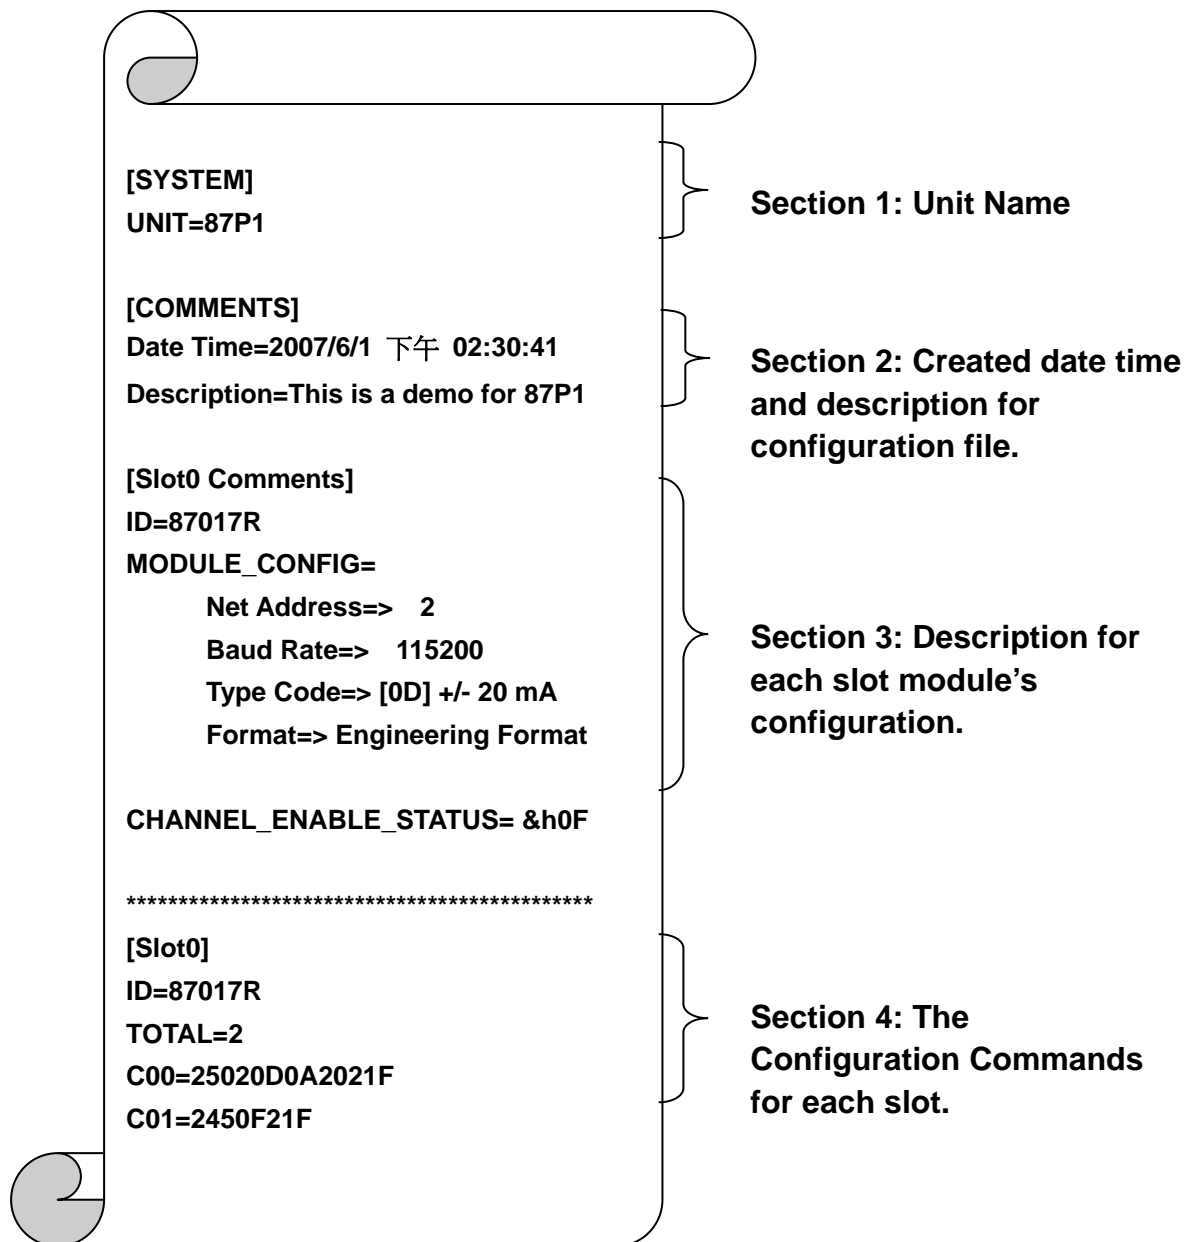 [SYSTEM]
UNIT=87P1
Section 1: Unit Name
[COMMENTS]
Date Time=2007/6/1 下午 02:30:41
Description=This is a demo for 87P1
Section 2: Created date time
and description for
configuration file.
[Slot0 Comments]
ID=87017R
MODULE_CONFIG=
Net Address=> 2
Baud Rate=> 115200
Type Code=> [0D] +/- 20 mA
Format=> Engineering Format
Section 3: Description for
each slot module’s
configuration.
CHANNEL_ENABLE_STATUS= &h0F
*********************************************
[Slot0]
ID=87017R
TOTAL=2
C00=25020D0A2021F
C01=2450F21F
Section 4: The
Configuration Commands
for each slot.